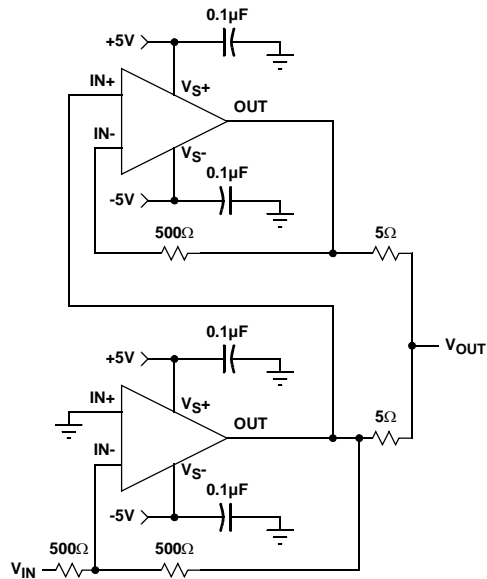 0.1µF
+5V
IN+
VS+
OUT
IN-
VS-
0.1µF
-5V
500Ω
5Ω
VOUT
0.1µF
+5V
IN+
VS+
OUT
5Ω
IN-
VS-
0.1µF
-5V
500Ω
500Ω
VIN